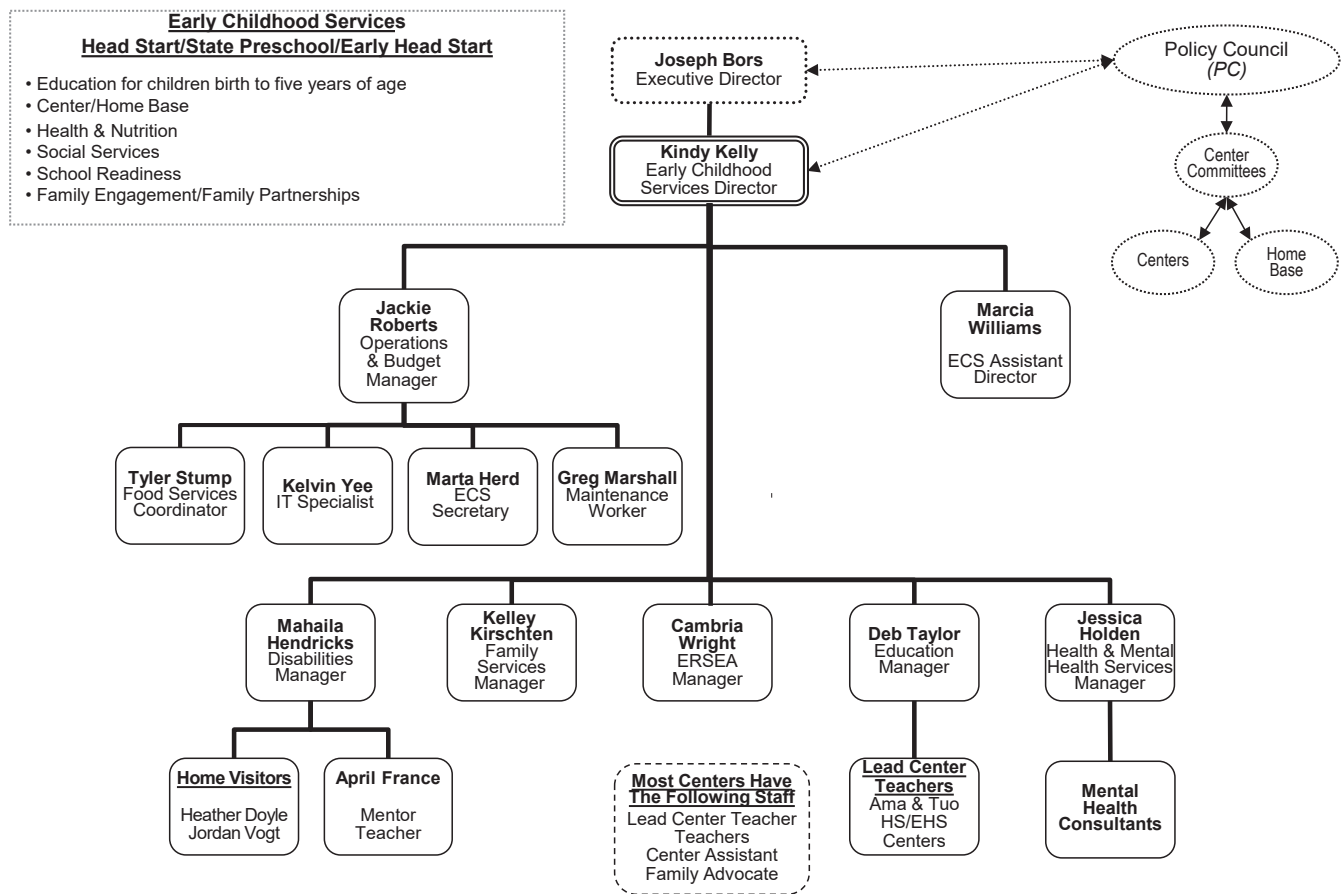 Early Childhood Services
Head Start/State Preschool/Early Head Start
• Education for children birth to five years of age
• Center/Home Base
• Health & Nutrition
• Social Services
• School Readiness
• Family Engagement/Family Partnerships
Joseph Bors
Executive Director
Policy Council
(PC)
Kindy Kelly
Early Childhood
Services Director
Center
Committees
Centers
Home
Base
Jackie
Roberts
Operations
& Budget
Manager
Marcia
Williams
ECS Assistant
Director
Tyler Stump
Food Services
Coordinator
Kelvin Yee
IT Specialist
Marta Herd
ECS
Secretary
Greg Marshall
Maintenance
Worker
Mahaila
Hendricks
Disabilities
Manager
Kelley
Kirschten
Family
Services
Manager
Cambria
Wright
ERSEA
Manager
Deb Taylor
Education
Manager
Jessica
Holden
Health & Mental
Health Services
Manager
Home Visitors
Heather Doyle
Jordan Vogt
April France
Mentor
Teacher
Most Centers Have
The Following Staff
Lead Center Teacher
Teachers
Center Assistant
Family Advocate
Lead Center
Teachers
Ama & Tuo
HS/EHS
Centers
Mental
Health
Consultants